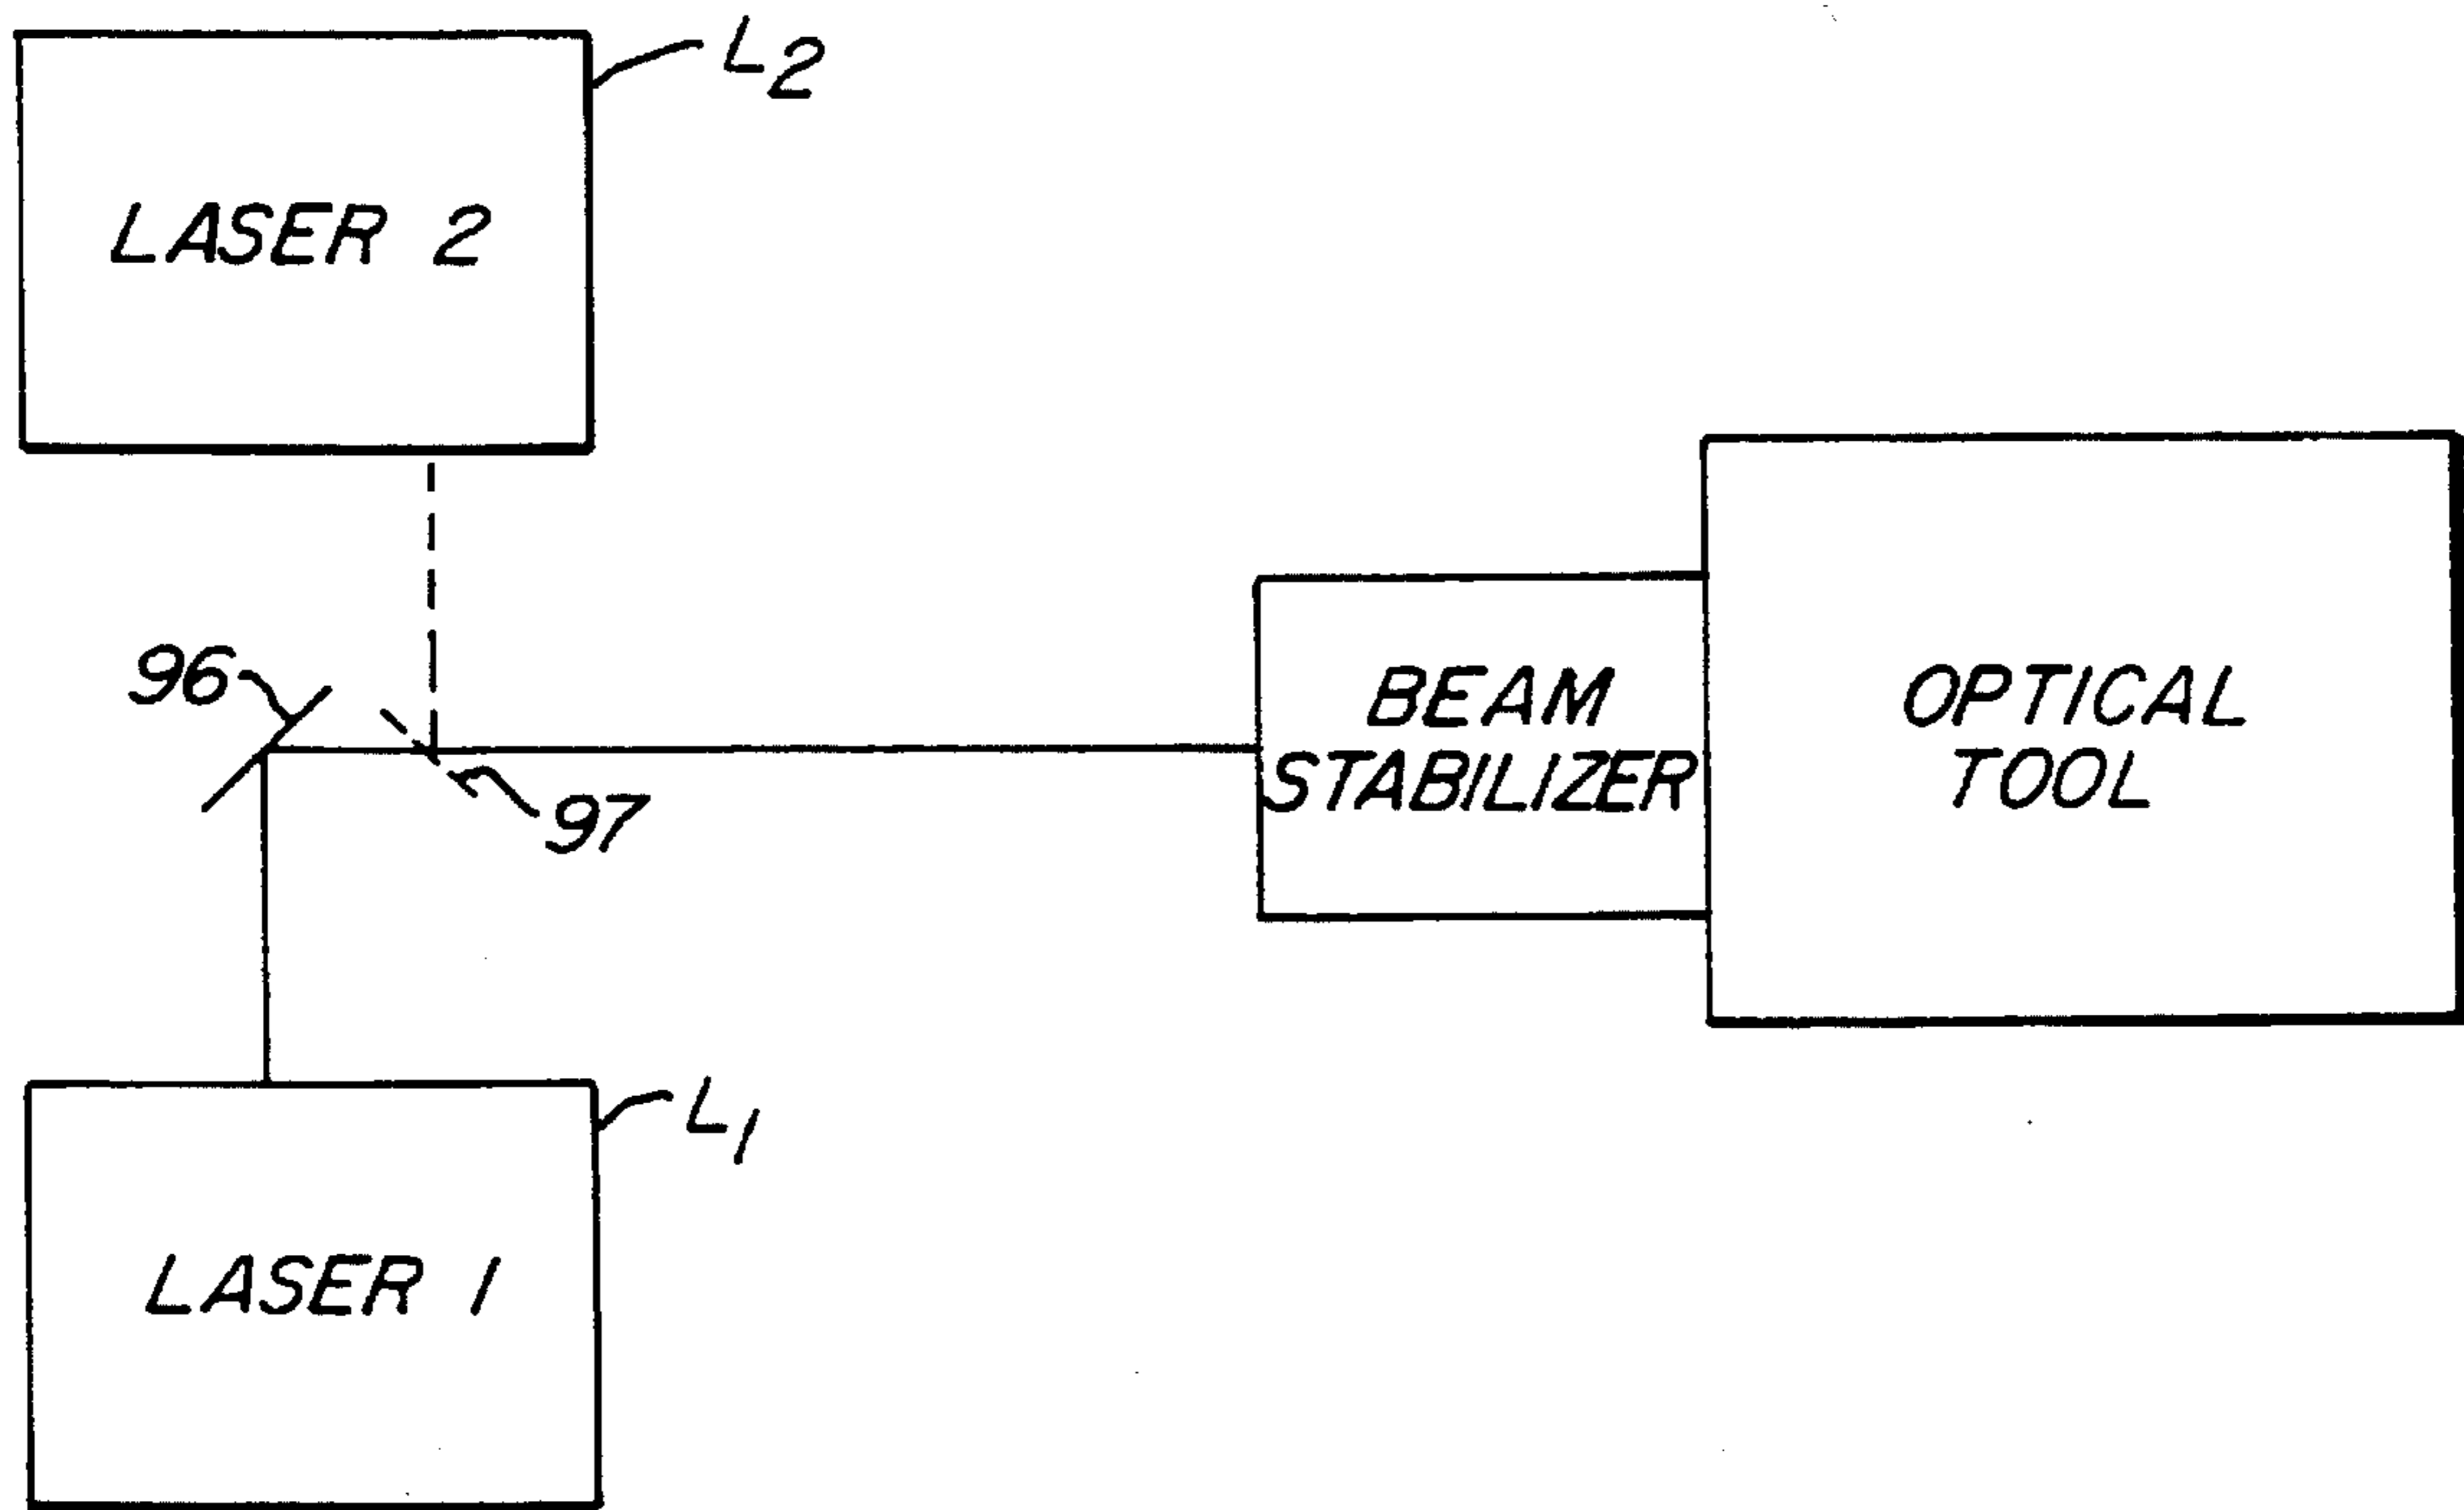 L2
LASER 2
96
97
BEAM
STABILIZER
OPTICAL
TOOL
L1
LASER 1